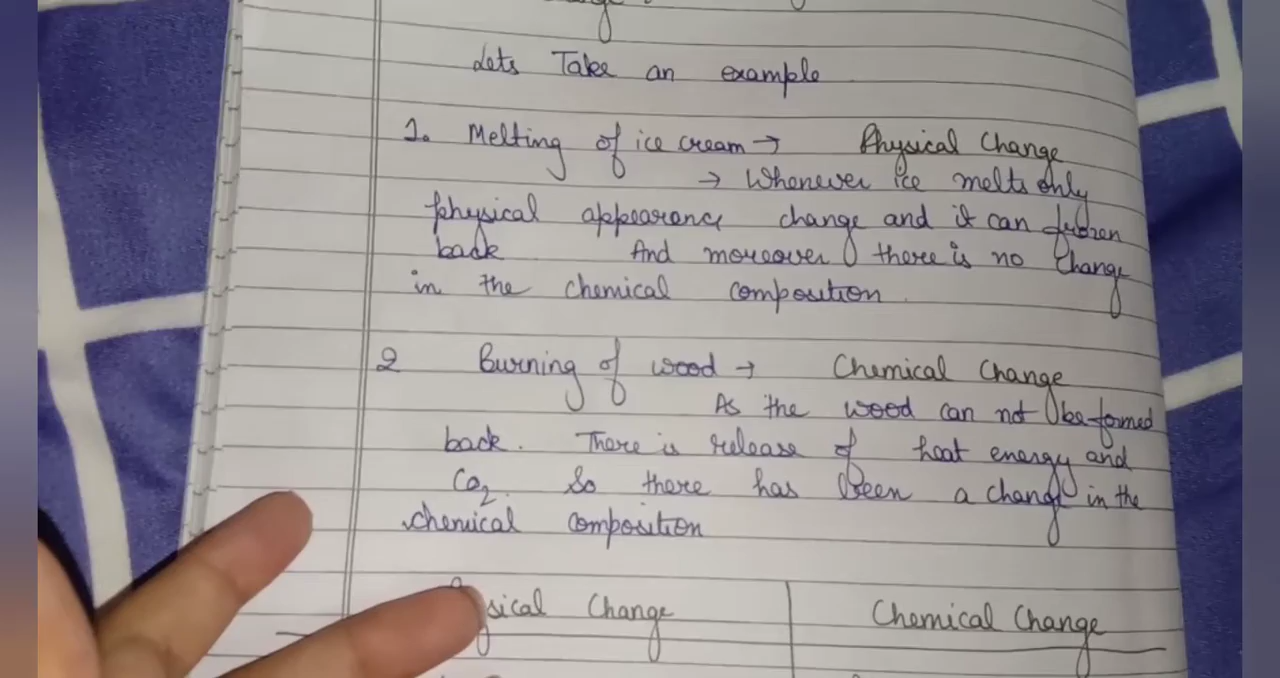 Lets Take an example
1. Melting of ice cream → Physical Change
→ Whenever ice melts only
physical appearance change and it can frozen
back And moreover there is no Change
in the chemical composition.
2 Burning of wood → Chemical Change
As the wood can not be formed
back. There is release of heat energy and
CO2. So there has been a change in the
chemical composition
sical Change Chemical Change